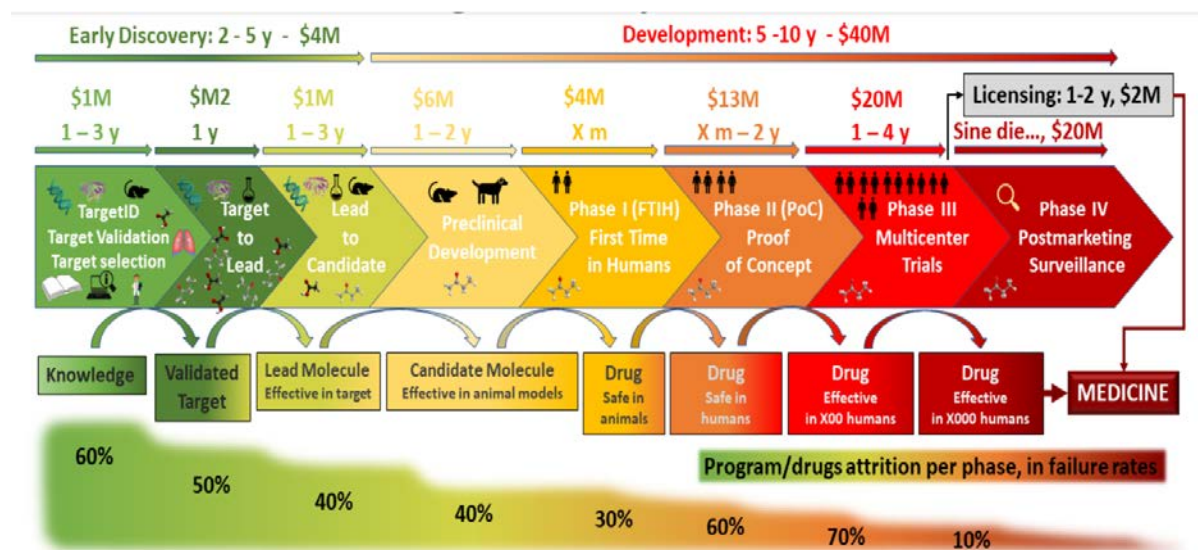 Early Discovery: 2 - 5 y - $4M
Development: 5 -10 y - $40M
$1M
1 – 3 y
$M2
1 y
$1M
1 – 3 y
$6M
1 – 2 y
$4M
X m
$13M
X m – 2 y
$20M
1 – 4 y
Licensing: 1-2 y, $2M
Sine die..., $20M
TargetID
Target Validation
Target selection
Target
to
Lead
Lead
to
Candidate
Preclinical
Development
Phase I (FTIH)
First Time
in Humans
Phase II (PoC)
Proof
of Concept
Phase III
Multicenter
Trials
Phase IV
Postmarketing
Surveillance
Knowledge
Validated
Target
Lead Molecule
Effective in target
Candidate Molecule
Effective in animal models
Drug
Safe in
animals
Drug
Safe in
humans
Drug
Effective
in X00 humans
Drug
Effective
in X000 humans
MEDICINE
Program/drugs attrition per phase, in failure rates
60%
50%
40%
40%
30%
60%
70%
10%